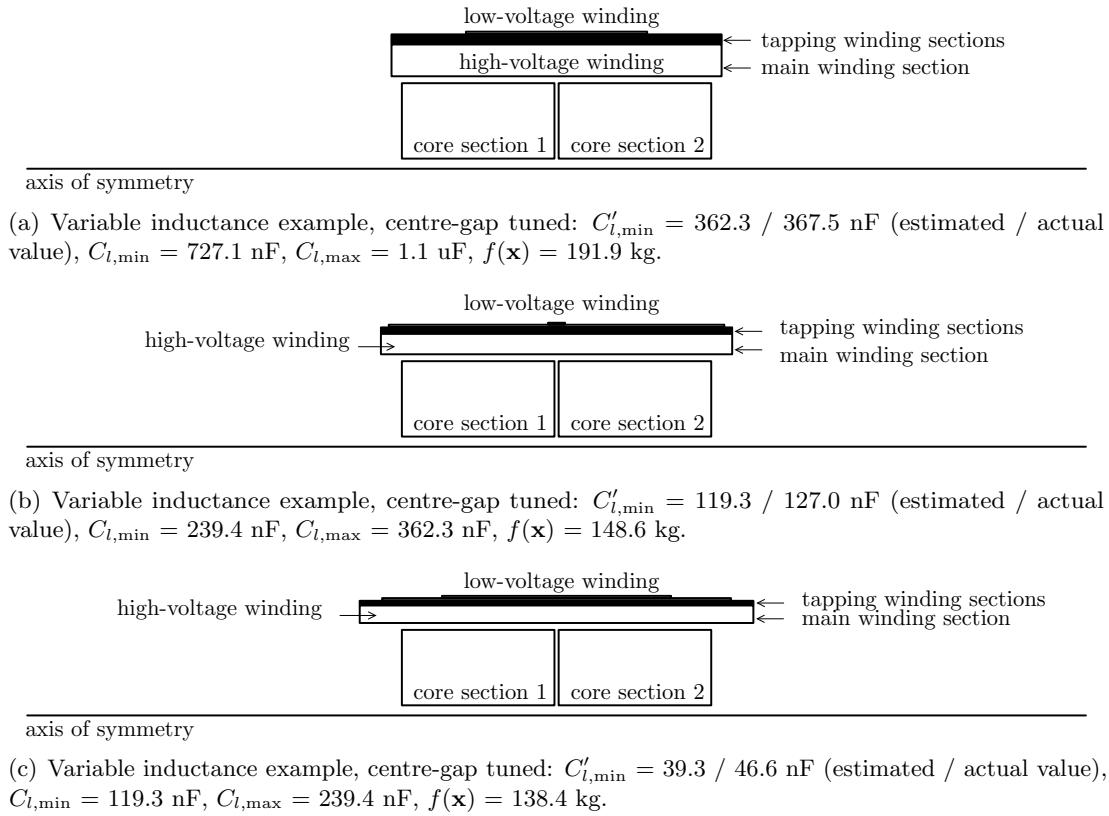 low-voltage winding
tapping winding sections
high-voltage winding
main winding section
core section 1
core section 2
axis of symmetry
(a) Variable inductance example, centre-gap tuned: C′l,min = 362.3 / 367.5 nF (estimated / actual
value), Cl,min = 727.1 nF, Cl,max = 1.1 uF, f(x) = 191.9 kg.
low-voltage winding
tapping winding sections
high-voltage winding
main winding section
core section 1
core section 2
axis of symmetry
(b) Variable inductance example, centre-gap tuned: C′l,min = 119.3 / 127.0 nF (estimated / actual
value), Cl,min = 239.4 nF, Cl,max = 362.3 nF, f(x) = 148.6 kg.
low-voltage winding
tapping winding sections
high-voltage winding
main winding section
core section 1
core section 2
axis of symmetry
(c) Variable inductance example, centre-gap tuned: C′l,min = 39.3 / 46.6 nF (estimated / actual value),
Cl,min = 119.3 nF, Cl,max = 239.4 nF, f(x) = 138.4 kg.